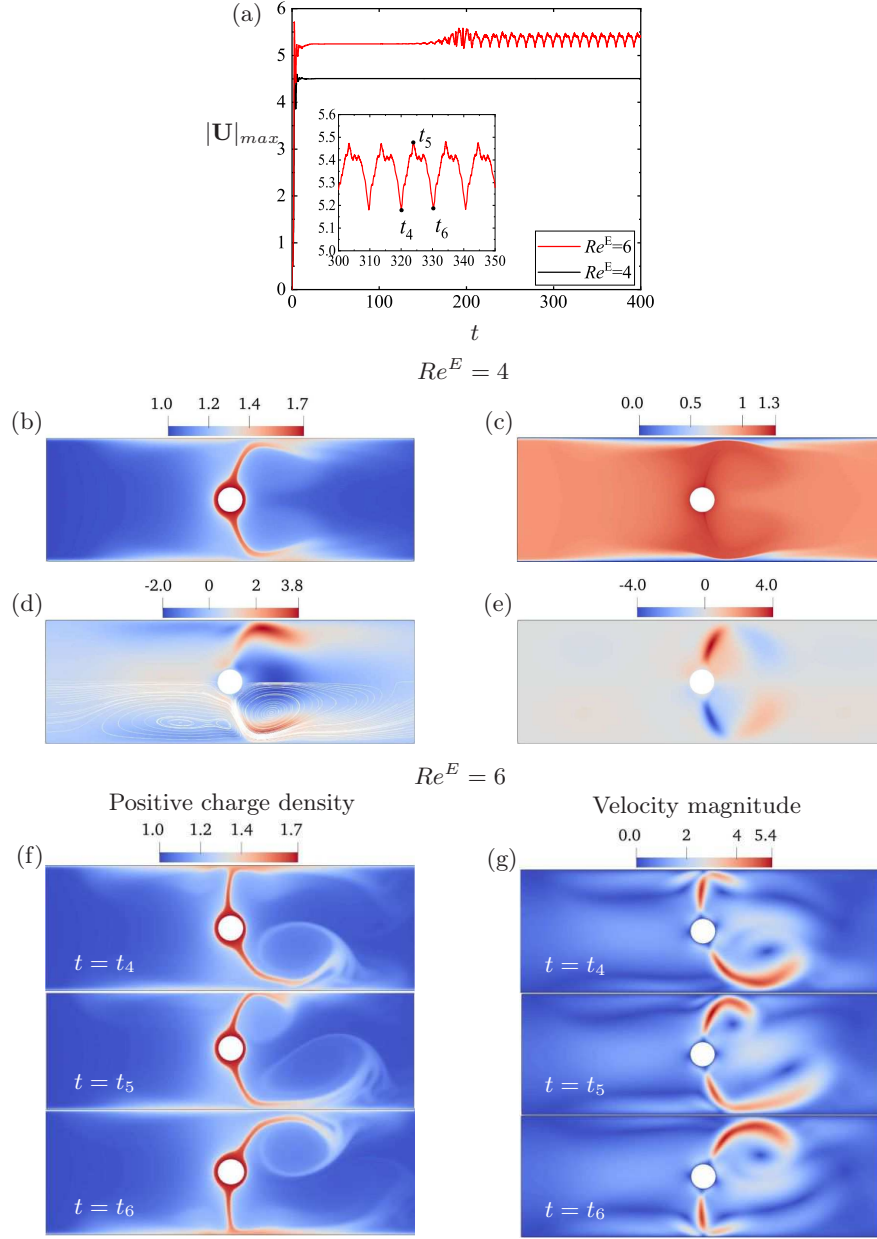 (a)
6
5
4
3
2
1
0
|U|max
5.6
5.5
5.4
5.3
5.2
5.1
5.0
300 310 320 330 340 350
t5
t4 t6
Re^E=6
Re^E=4
0 100 200 300 400
t
Re^E = 4
(b) 1.0 1.2 1.4 1.7
(c) 0.0 0.5 1 1.3
(d) -2.0 0 2 3.8
(e) -4.0 0 4.0
Re^E = 6
Positive charge density
1.0 1.2 1.4 1.7
(f)
t = t4
t = t5
t = t6
Velocity magnitude
0.0 2 4 5.4
(g)
t = t4
t = t5
t = t6